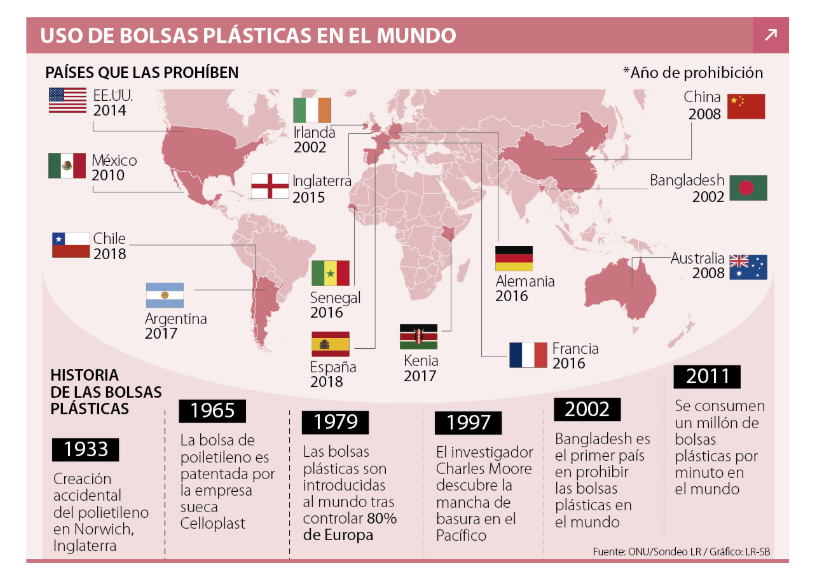 USO DE BOLSAS PLÁSTICAS EN EL MUNDO
PAÍSES QUE LAS PROHÍBEN
*Año de prohibición
EE.UU.
2014
México
2010
Chile
2018
Argentina
2017
Irlanda
2002
Inglaterra
2015
Senegal
2016
España
2018
Kenia
2017
Alemania
2016
Francia
2016
China
2008
Bangladesh
2002
Australia
2008
HISTORIA
DE LAS BOLSAS
PLÁSTICAS
1933
Creación
accidental
del polietileno
en Norwich,
Inglaterra
1965
La bolsa de
poiletileno es
patentada por
la empresa
sueca
Celloplast
1979
Las bolsas
plásticas son
introducidas
al mundo tras
controlar 80%
de Europa
1997
El investigador
Charles Moore
descubre la
mancha de
basura en el
Pacífico
2002
Bangladesh es
el primer país
en prohibir
las bolsas
plásticas en
el mundo
2011
Se consumen
un millón de
bolsas
plásticas por
minuto en
el mundo
Fuente: ONU/Sondeo LR / Gráfico: LR-SB